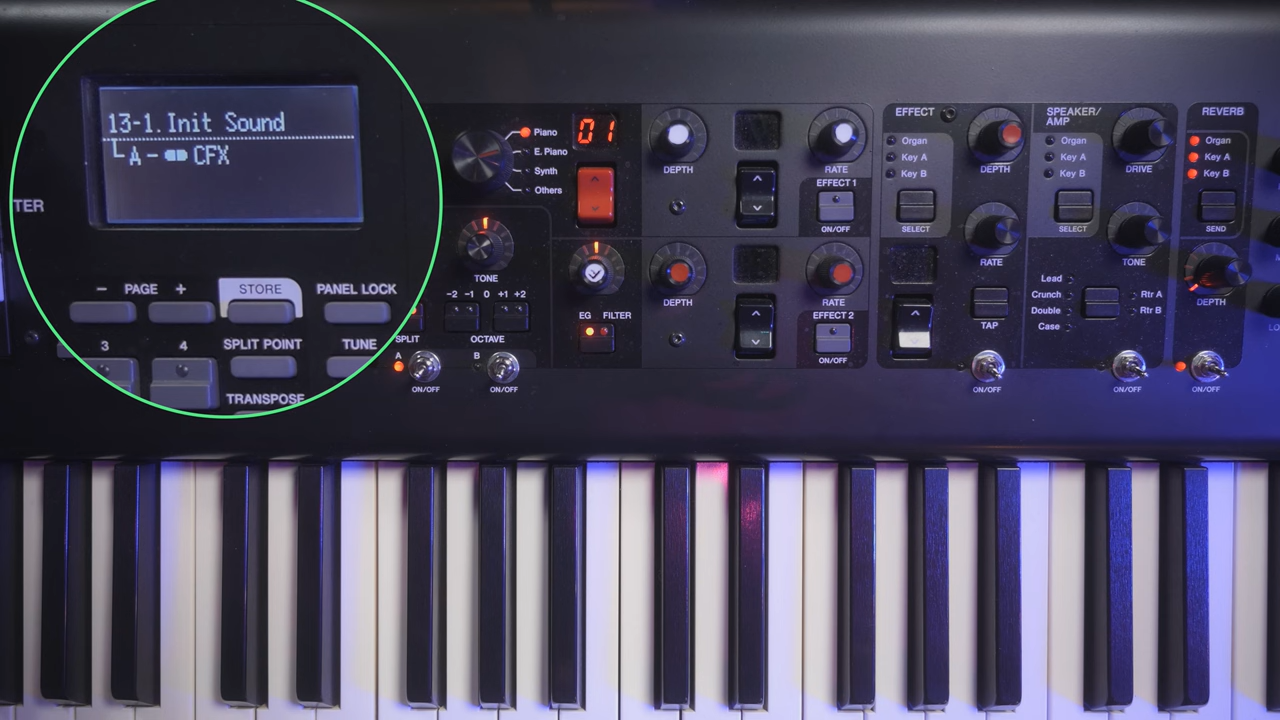 13-1. Init Sound
A - CFX
TER
- PAGE +
STORE
PANEL LOCK
3
4
SPLIT POINT
TUNE
TRANSPOSE
Piano
E. Piano
Synth
Others
01
TONE
-2 -1 0 +1 +2
SPLIT
OCTAVE
A
B
ON/OFF
ON/OFF
EG FILTER
DEPTH
RATE
EFFECT 1
ON/OFF
DEPTH
RATE
EFFECT 2
ON/OFF
EFFECT
Organ
Key A
Key B
SELECT
DEPTH
RATE
TAP
ON/OFF
SPEAKER/
AMP
Organ
Key A
Key B
SELECT
DRIVE
TONE
Lead
Crunch
Double
Case
Rtr A
Rtr B
ON/OFF
REVERB
Organ
Key A
Key B
SEND
DEPTH
ON/OFF